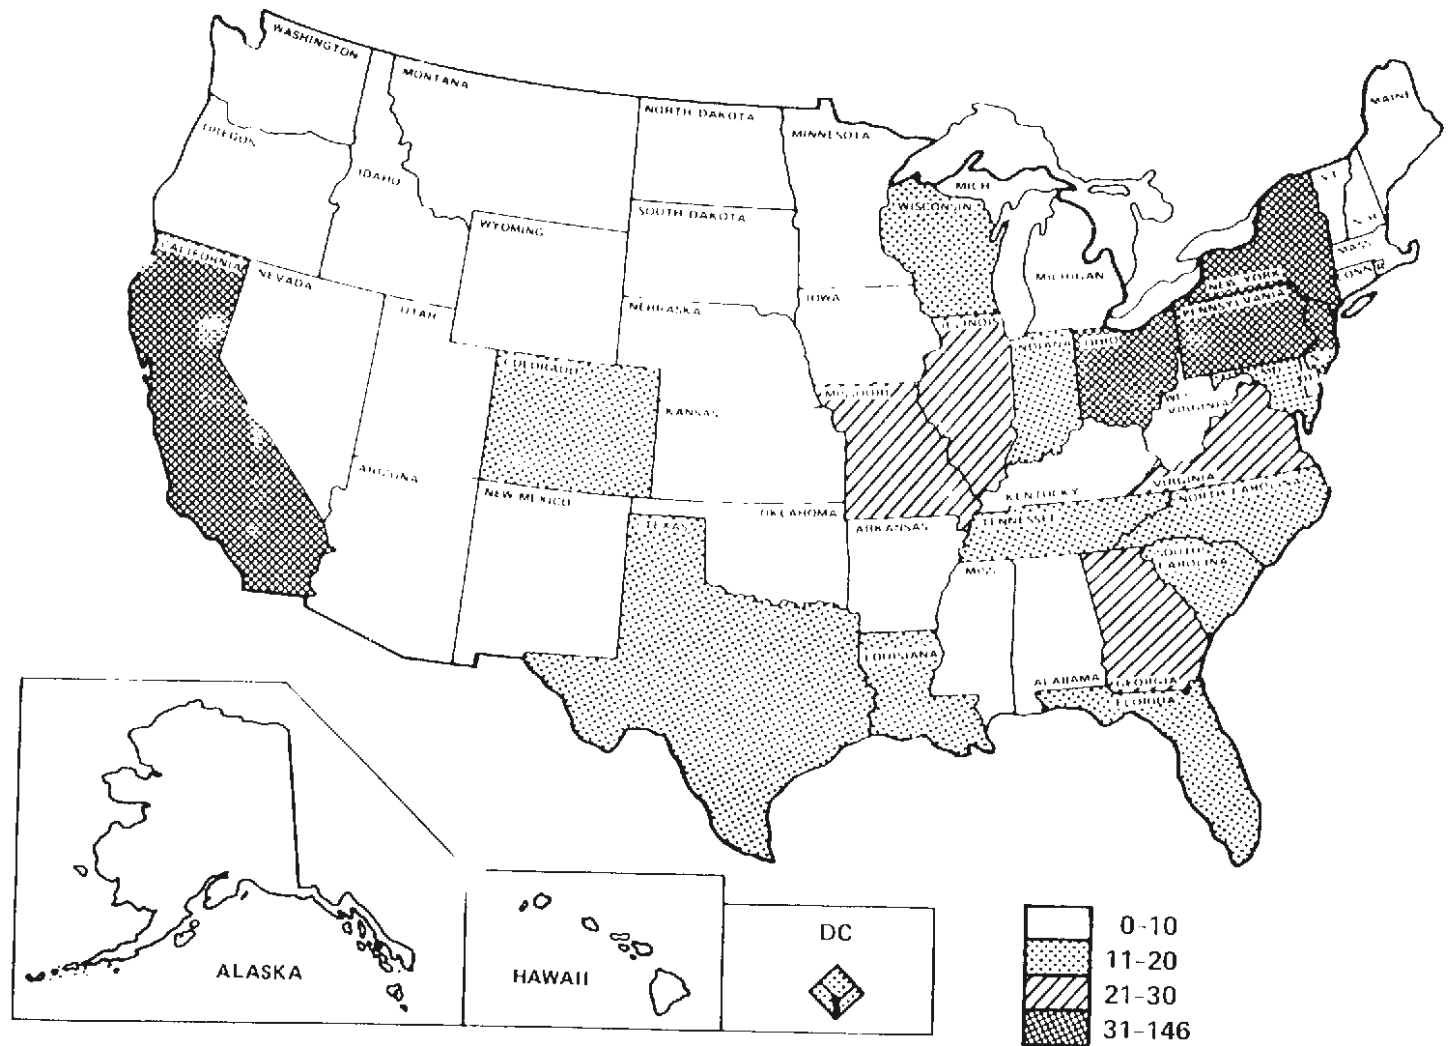 WASHINGTON
MONTANA
NORTH DAKOTA
MINNESOTA
MAINE
OREGON
IDAHO
MICH
WISCONSIN
SOUTH DAKOTA
WYOMING
V.T.
N.H.
MASS
CONN R
CALIFORNIA
NEVADA
UTAH
NEBRASKA
IOWA
MICHIGAN
NEW YORK
PENNSYLVANIA
ILLINOIS
INDIANA
OHIO
COLORADO
KANSAS
MISSOURI
WEST
VIRGINIA
KENTUCKY
VIRGINIA
ARIZONA
NEW MEXICO
OKLAHOMA
ARKANSAS
TENNESSEE
NORTH CAROLINA
TEXAS
MISS
SOUTH
CAROLINA
LOUISIANA
ALABAMA
GEORGIA
FLORIDA
ALASKA
HAWAII
DC
0-10
11-20
21-30
31-146